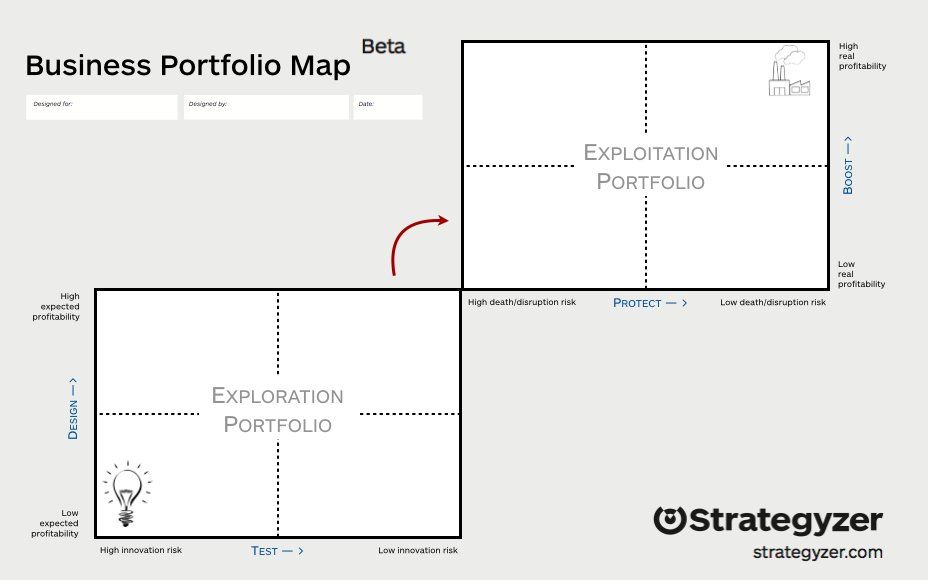 Business Portfolio Map
Beta
Designed for:
Designed by:
Date:
High
real
profitability
EXPLOITATION
PORTFOLIO
BOOST
Low
real
profitability
High death/disruption risk
PROTECT
Low death/disruption risk
High
expected
profitability
EXPLORATION
PORTFOLIO
DESIGN
Low
expected
profitability
High innovation risk
TEST
Low innovation risk
Strategyzer
strategyzer.com